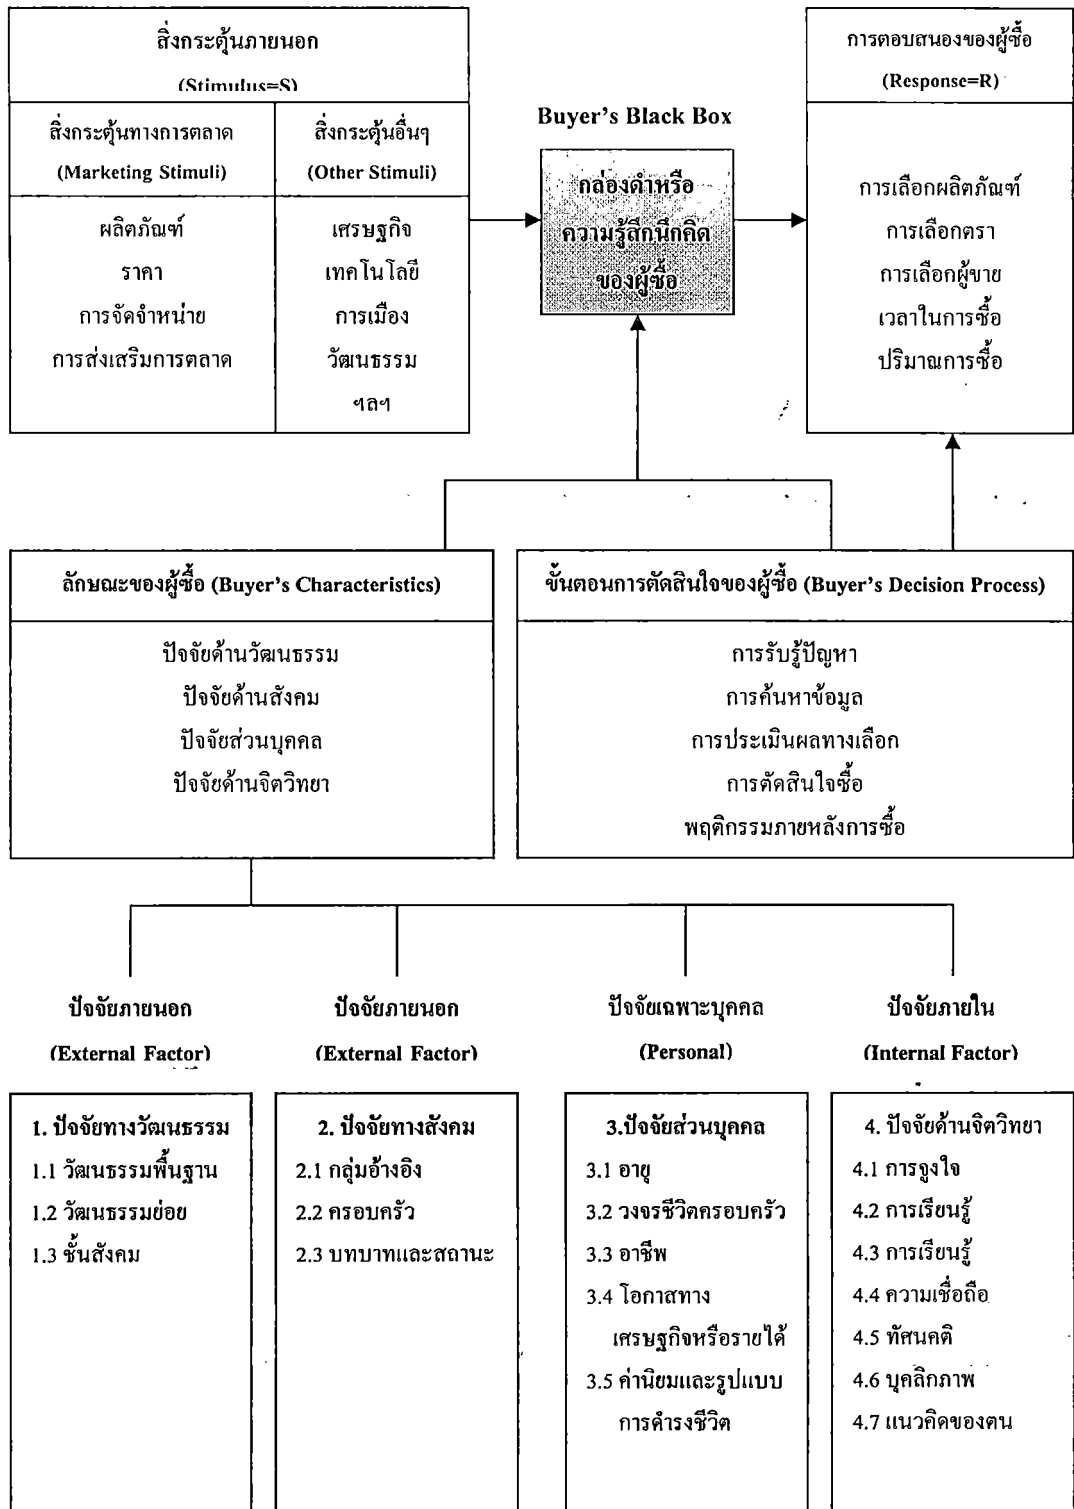 สิ่งกระตุ้นภายนอก
(Stimulus=S)
สิ่งกระตุ้นทางการตลาด
(Marketing Stimuli)
ผลิตภัณฑ์
ราคา
การจัดจำหน่าย
การส่งเสริมการตลาด
สิ่งกระตุ้นอื่นๆ
(Other Stimuli)
เศรษฐกิจ
เทคโนโลยี
การเมือง
วัฒนธรรม
ฯลฯ
Buyer's Black Box
กล่องดำหรือ
ความรู้สึกนึกคิด
ของผู้ซื้อ
การตอบสนองของผู้ซื้อ
(Response=R)
การเลือกผลิตภัณฑ์
การเลือกตรา
การเลือกผู้ขาย
เวลาในการซื้อ
ปริมาณการซื้อ
ลักษณะของผู้ซื้อ (Buyer's Characteristics)
ปัจจัยด้านวัฒนธรรม
ปัจจัยด้านสังคม
ปัจจัยส่วนบุคคล
ปัจจัยด้านจิตวิทยา
ขั้นตอนการตัดสินใจของผู้ซื้อ (Buyer's Decision Process)
การรับรู้ปัญหา
การค้นหาข้อมูล
การประเมินผลทางเลือก
การตัดสินใจซื้อ
พฤติกรรมภายหลังการซื้อ
ปัจจัยภายนอก
(External Factor)
1. ปัจจัยทางวัฒนธรรม
1.1 วัฒนธรรมพื้นฐาน
1.2 วัฒนธรรมย่อย
1.3 ชั้นสังคม
ปัจจัยภายนอก
(External Factor)
2. ปัจจัยทางสังคม
2.1 กลุ่มอ้างอิง
2.2 ครอบครัว
2.3 บทบาทและสถานะ
ปัจจัยเฉพาะบุคคล
(Personal)
3.ปัจจัยส่วนบุคคล
3.1 อายุ
3.2 วงจรชีวิตครอบครัว
3.3 อาชีพ
3.4 โอกาสทาง
เศรษฐกิจหรือรายได้
3.5 ค่านิยมและรูปแบบ
การดำรงชีวิต
ปัจจัยภายใน
(Internal Factor)
4. ปัจจัยด้านจิตวิทยา
4.1 การจูงใจ
4.2 การเรียนรู้
4.3 การเรียนรู้
4.4 ความเชื่อถือ
4.5 ทัศนคติ
4.6 บุคลิกภาพ
4.7 แนวคิดของตน